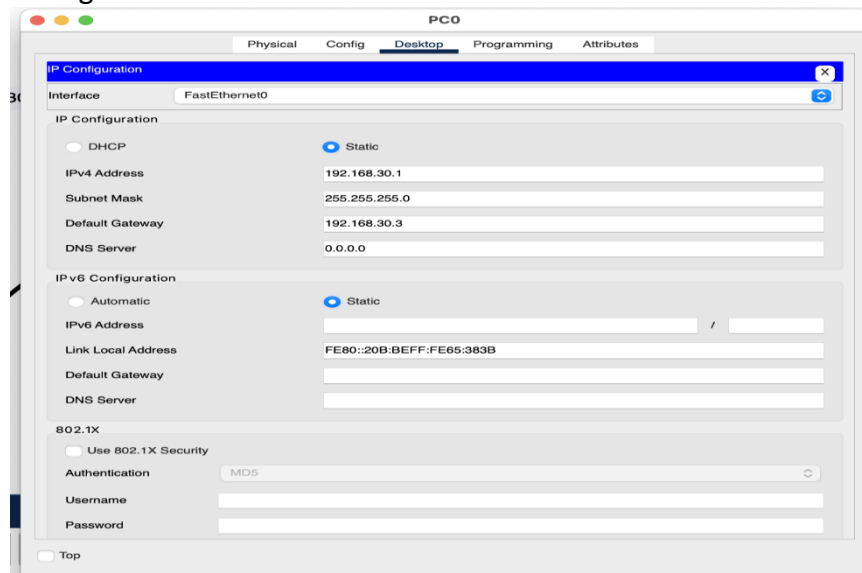 PC0
Physical Config Desktop Programming Attributes
IP Configuration X
Interface FastEthernet0
IP Configuration
DHCP Static
IPv4 Address 192.168.30.1
Subnet Mask 255.255.255.0
Default Gateway 192.168.30.3
DNS Server 0.0.0.0
IPv6 Configuration
Automatic Static
IPv6 Address /
Link Local Address FE80::20B:BEFF:FE65:383B
Default Gateway
DNS Server
802.1X
Use 802.1X Security
Authentication MD5
Username
Password
Top